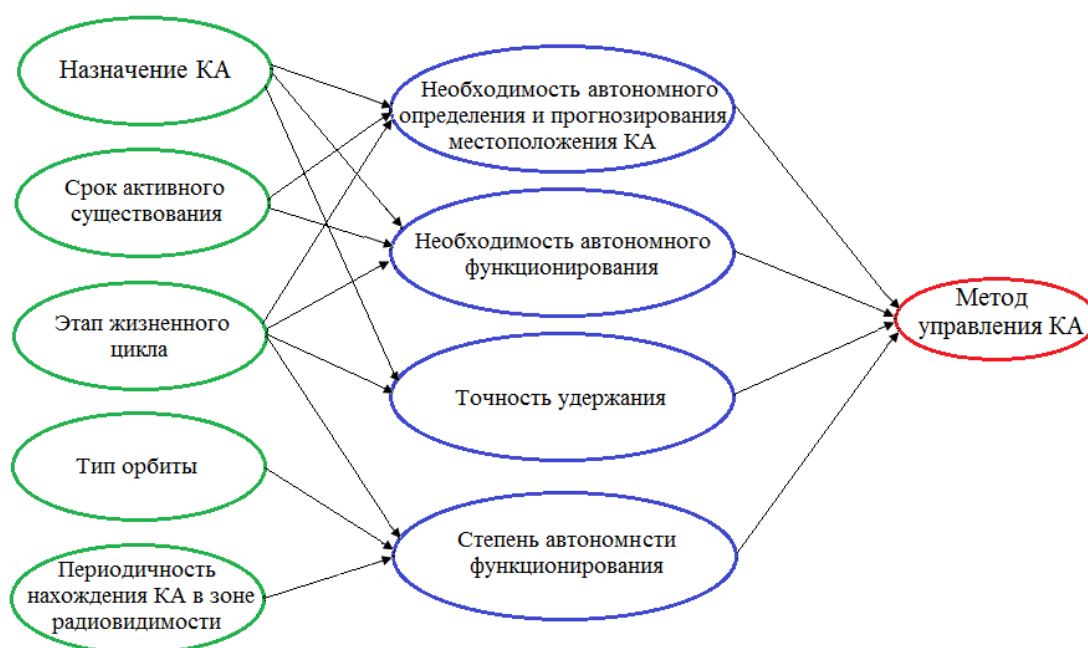 Назначение КА
Срок активного
существования
Этап жизненного
цикла
Тип орбиты
Периодичность
нахождения КА в зоне
радиовидимости
Необходимость автономного
определения и прогнозирования
местоположения КА
Необходимость автономного
функционирования
Точность удержания
Степень автономнсти
функционирования
Метод
управления КА